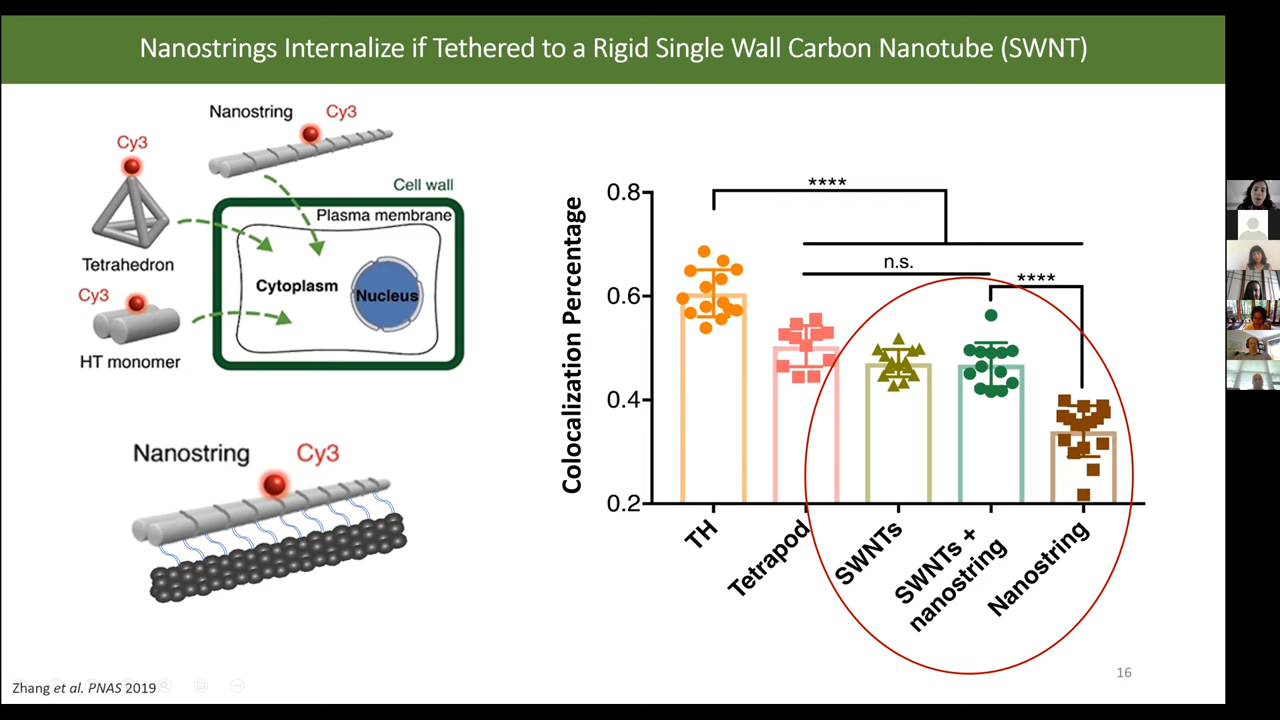 Nanostrings Internalize if Tethered to a Rigid Single Wall Carbon Nanotube (SWNT)
Nanostring Cy3
Cy3
Cell wall
Plasma membrane
Tetrahedron
Cytoplasm
Nucleus
Cy3
HT monomer
Nanostring Cy3
Colocalization Percentage
0.8
0.6
0.4
0.2
****
n.s.
****
TH
Tetrapod
SWNTs
SWNTs +
nanostring
Nanostring
Zhang et al. PNAS 2019
16